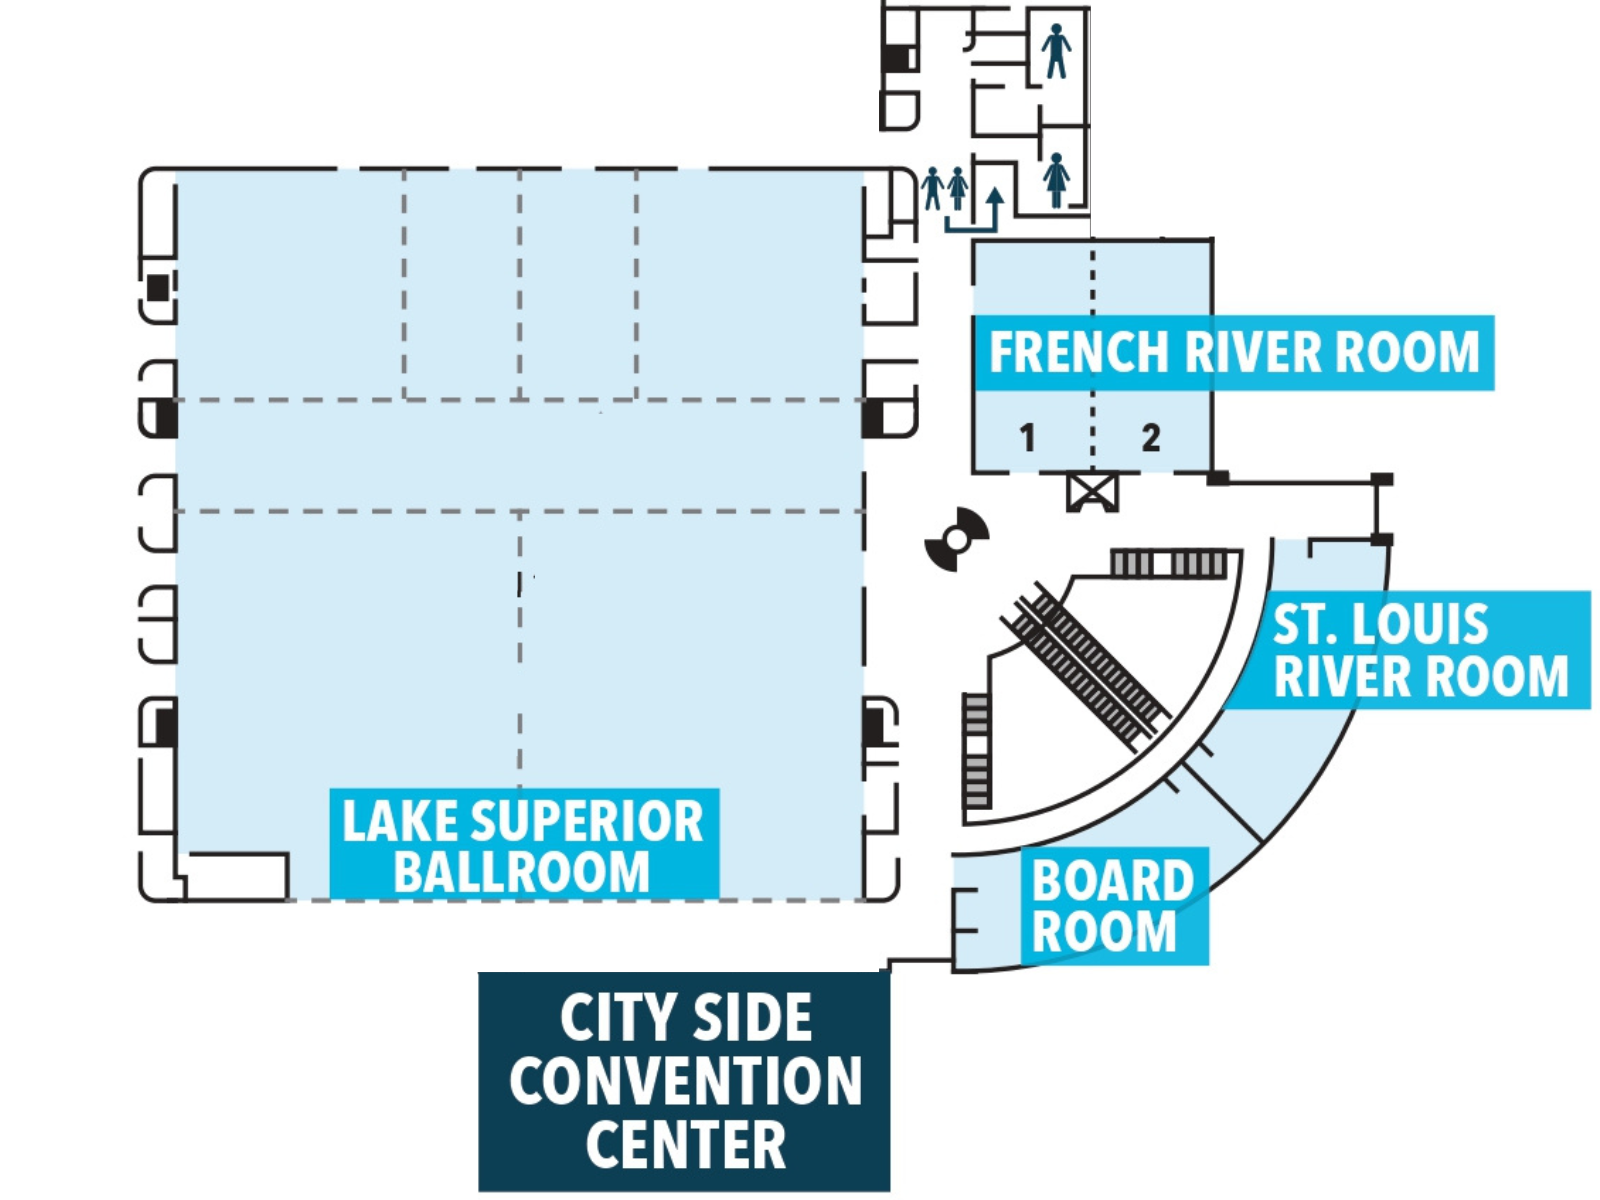 FRENCH RIVER ROOM
1
2
ST. LOUIS
RIVER ROOM
LAKE SUPERIOR
BALLROOM
BOARD
ROOM
CITY SIDE
CONVENTION
CENTER